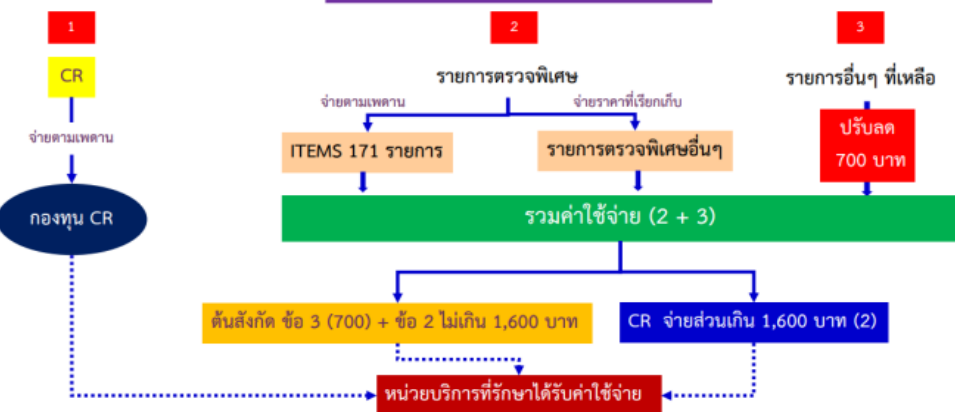 1
2
3
CR
รายการตรวจพิเศษ
รายการอื่นๆ ที่เหลือ
จ่ายตามเพดาน
จ่ายราคาที่เรียกเก็บ
จ่ายตามเพดาน
ITEMS 171 รายการ
รายการตรวจพิเศษอื่นๆ
ปรับลด
700 บาท
กองทุน CR
รวมค่าใช้จ่าย (2 + 3)
ต้นสังกัด ข้อ 3 (700) + ข้อ 2 ไม่เกิน 1,600 บาท
CR จ่ายส่วนเกิน 1,600 บาท (2)
หน่วยบริการที่รักษาได้รับค่าใช้จ่าย